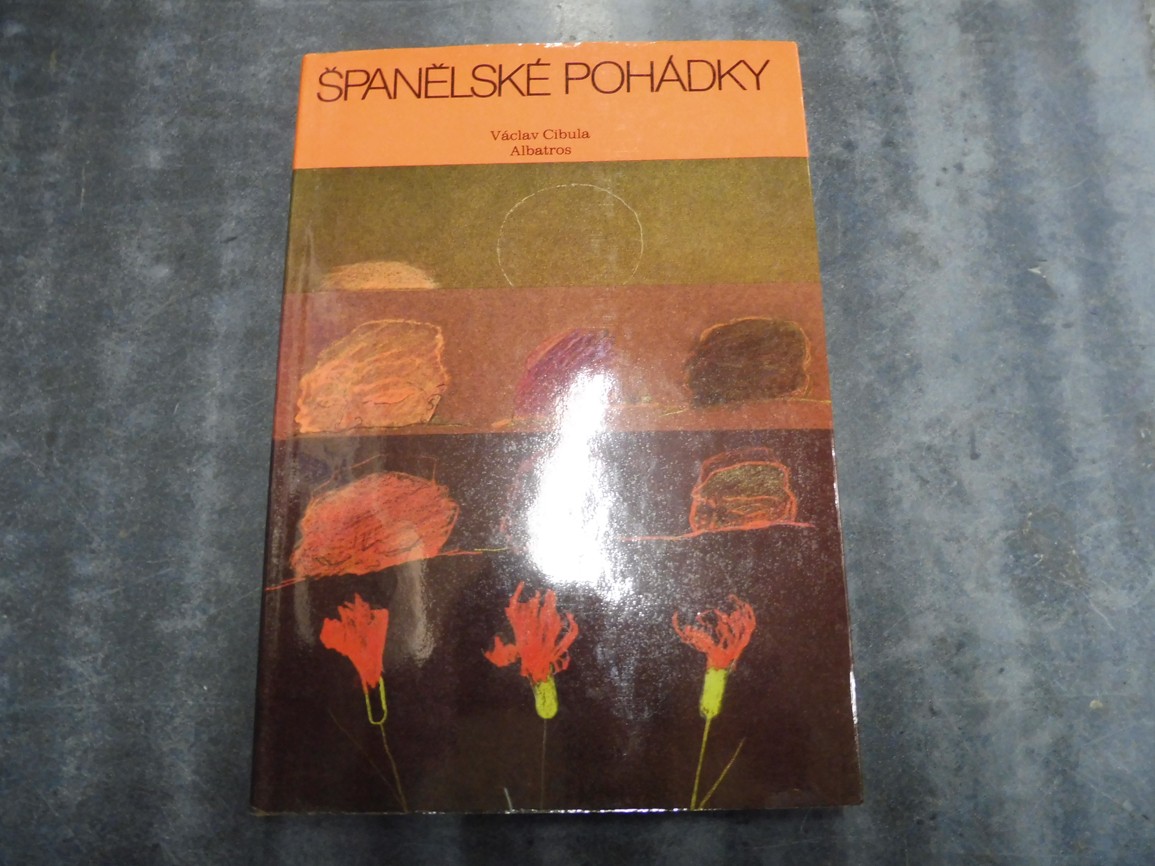 ŠPANĚLSKÉ POHÁDKY
Václav Cibula
Albatros